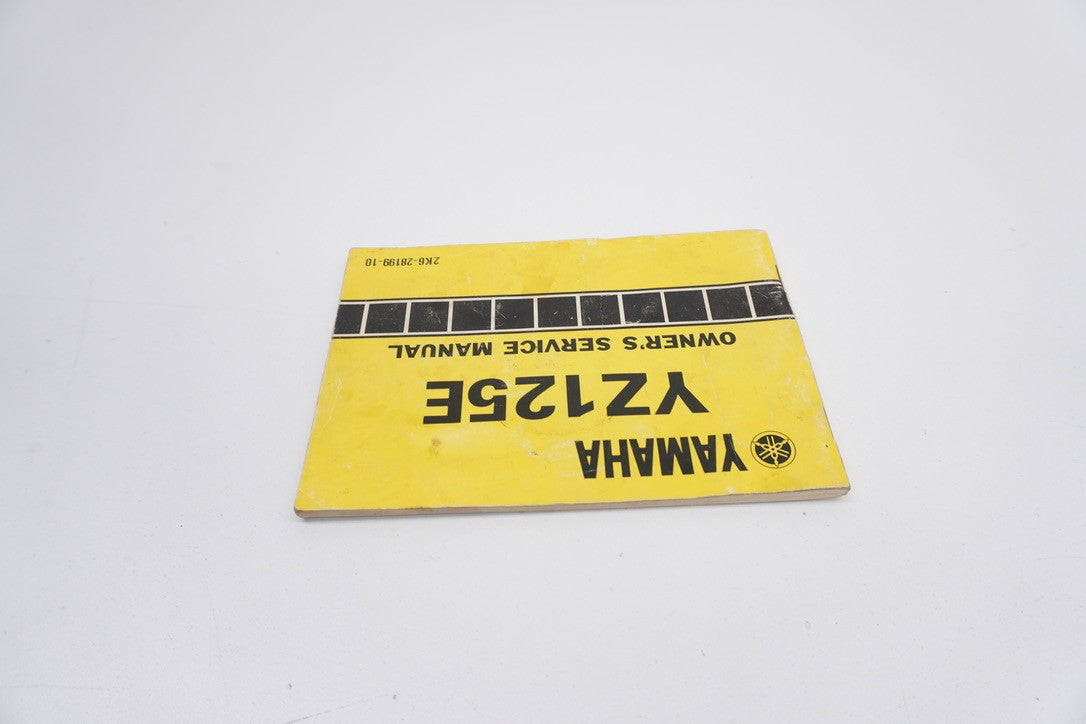 YAMAHA
YZ125E
OWNER'S SERVICE MANUAL
2K6-28199-10